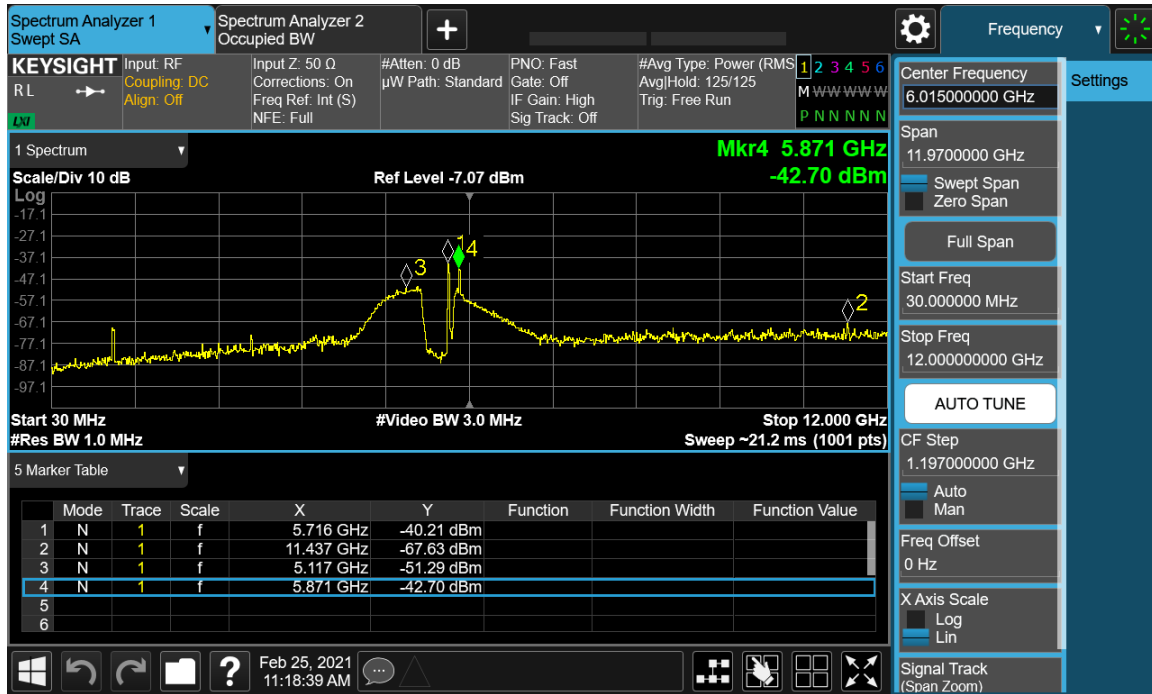 Spectrum Analyzer 1
Swept SA
Spectrum Analyzer 2
Occupied BW
Frequency
KEYSIGHT
RL
LXI
Input: RF
Coupling: DC
Align: Off
Input Z: 50 Ω
Corrections: On
Freq Ref: Int (S)
NFE: Full
#Atten: 0 dB
µW Path: Standard
PNO: Fast
Gate: Off
IF Gain: High
Sig Track: Off
#Avg Type: Power (RMS
Avg|Hold: 125/125
Trig: Free Run
1 2 3 4 5 6
M W W W W W
P N N N N N
1 Spectrum
Mkr4 5.871 GHz
-42.70 dBm
Scale/Div 10 dB
Ref Level -7.07 dBm
Log
-17.1
-27.1
-37.1
-47.1
-57.1
-67.1
-77.1
-87.1
-97.1
1
4
3
2
Start 30 MHz
#Video BW 3.0 MHz
Stop 12.000 GHz
#Res BW 1.0 MHz
Sweep ~21.2 ms (1001 pts)
5 Marker Table
Mode Trace Scale X Y Function Function Width Function Value
1 N 1 f 5.716 GHz -40.21 dBm
2 N 1 f 11.437 GHz -67.63 dBm
3 N 1 f 5.117 GHz -51.29 dBm
4 N 1 f 5.871 GHz -42.70 dBm
5
6
?
Feb 25, 2021
11:18:39 AM
Center Frequency
6.015000000 GHz
Span
11.9700000 GHz
Swept Span
Zero Span
Full Span
Start Freq
30.000000 MHz
Stop Freq
12.000000000 GHz
AUTO TUNE
CF Step
1.197000000 GHz
Auto
Man
Freq Offset
0 Hz
X Axis Scale
Log
Lin
Signal Track
(Span Zoom)
Settings